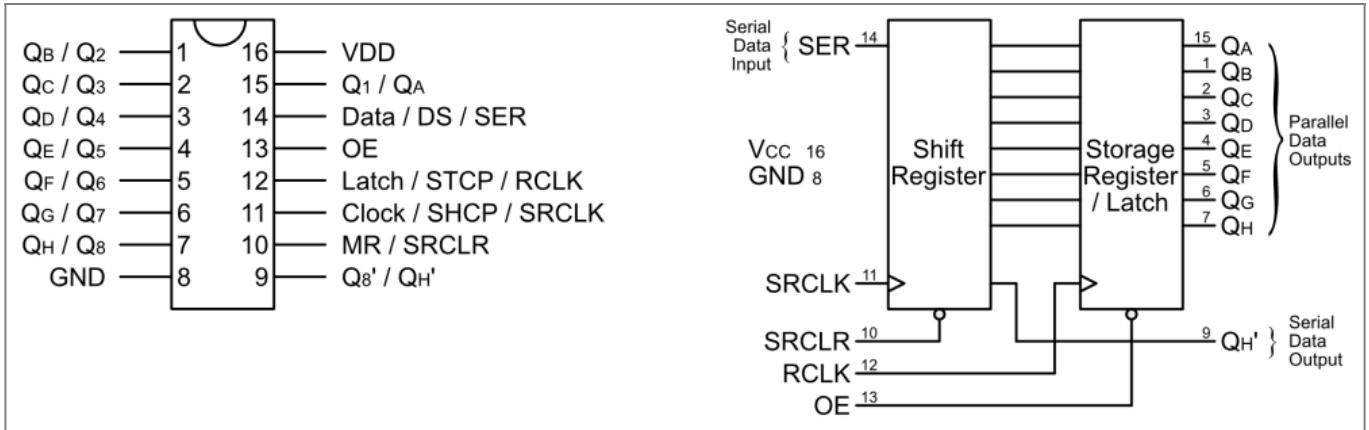 QB / Q2 1 16 VDD
QC / Q3 2 15 Q1 / QA
QD / Q4 3 14 Data / DS / SER
QE / Q5 4 13 OE
QF / Q6 5 12 Latch / STCP / RCLK
QG / Q7 6 11 Clock / SHCP / SRCLK
QH / Q8 7 10 MR / SRCLR
GND 8 9 Q8' / QH'
Serial
Data
Input
SER 14
VCC 16
GND 8
Shift
Register
Storage
Register
/ Latch
15 QA
1 QB
2 QC
3 QD
4 QE
5 QF
6 QG
7 QH
Parallel
Data
Outputs
SRCLK 11
SRCLR 10
RCLK 12
OE 13
9 QH'
Serial
Data
Output